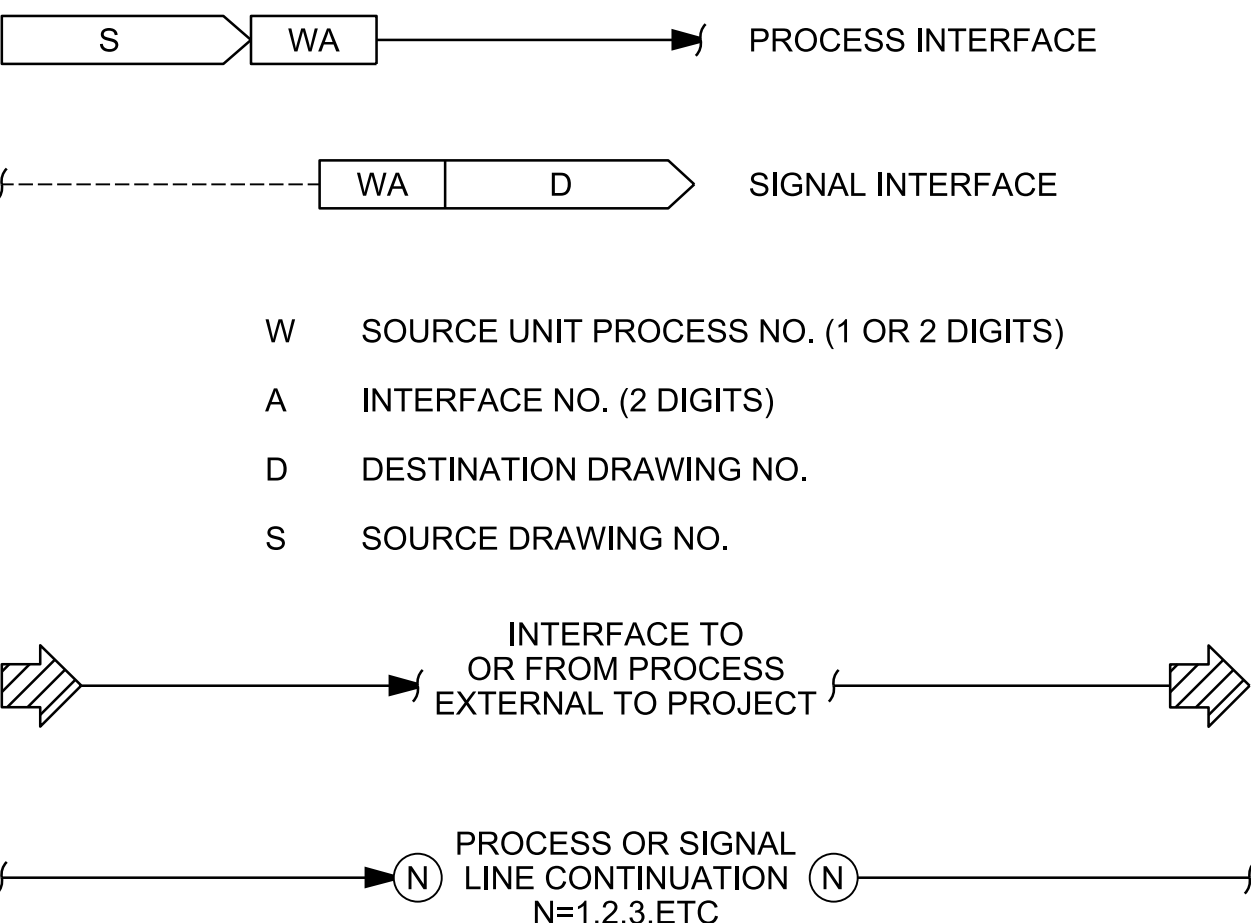 S WA PROCESS INTERFACE
WA D SIGNAL INTERFACE
W SOURCE UNIT PROCESS NO. (1 OR 2 DIGITS)
A INTERFACE NO. (2 DIGITS)
D DESTINATION DRAWING NO.
S SOURCE DRAWING NO.
INTERFACE TO
OR FROM PROCESS
EXTERNAL TO PROJECT
PROCESS OR SIGNAL
N LINE CONTINUATION N
N=1,2,3,ETC